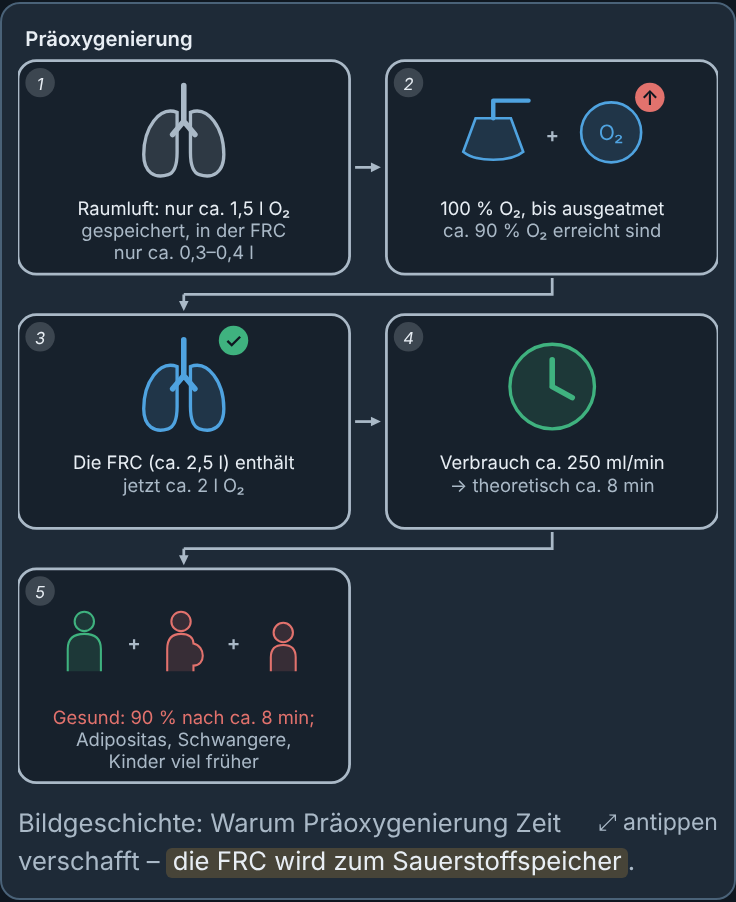 Präoxygenierung
1
Raumluft: nur ca. 1,5 l O₂
gespeichert, in der FRC
nur ca. 0,3–0,4 l
2
+
O₂
↑
100 % O₂, bis ausgeatmet
ca. 90 % O₂ erreicht sind
3
Die FRC (ca. 2,5 l) enthält
jetzt ca. 2 l O₂
4
Verbrauch ca. 250 ml/min
→ theoretisch ca. 8 min
5
+ +
Gesund: 90 % nach ca. 8 min;
Adipositas, Schwangere,
Kinder viel früher
Bildgeschichte: Warum Präoxygenierung Zeit
⤢ antippen
verschafft – die FRC wird zum Sauerstoffspeicher.